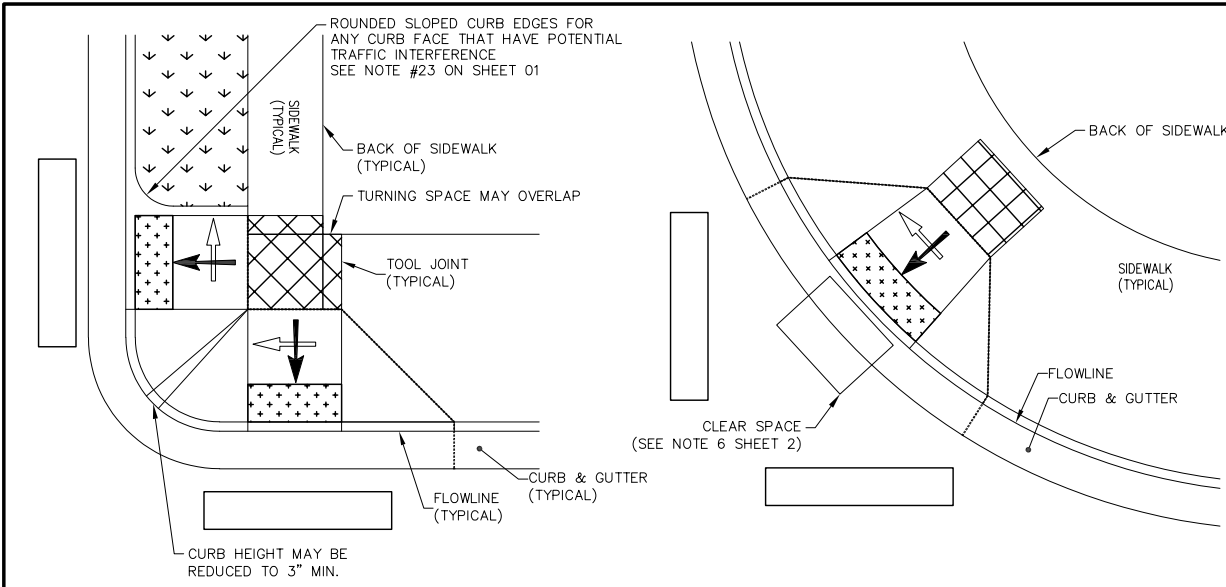 ROUNDED SLOPED CURB EDGES FOR
ANY CURB FACE THAT HAVE POTENTIAL
TRAFFIC INTERFERENCE
SEE NOTE #23 ON SHEET 01
SIDEWALK
(TYPICAL)
BACK OF SIDEWALK
(TYPICAL)
TURNING SPACE MAY OVERLAP
TOOL JOINT
(TYPICAL)
CURB & GUTTER
(TYPICAL)
FLOWLINE
(TYPICAL)
CURB HEIGHT MAY BE
REDUCED TO 3" MIN.
BACK OF SIDEWALK
SIDEWALK
(TYPICAL)
FLOWLINE
CURB & GUTTER
CLEAR SPACE
(SEE NOTE 6 SHEET 2)